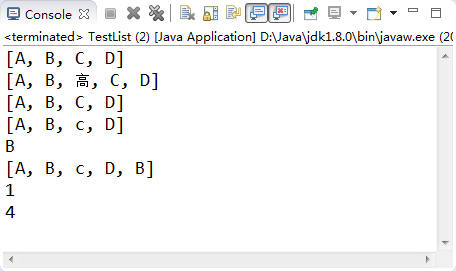 Console
<terminated> TestList (2) [Java Application] D:\Java\jdk1.8.0\bin\javaw.exe (20
[A, B, C, D]
[A, B, 高, C, D]
[A, B, C, D]
[A, B, c, D]
B
[A, B, c, D, B]
1
4